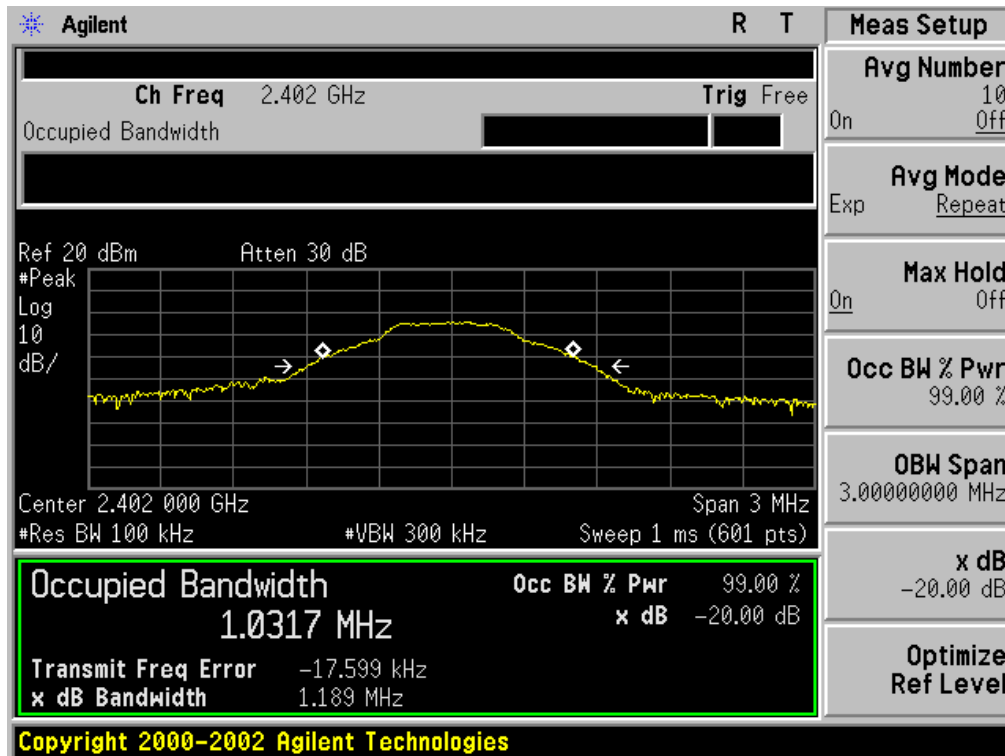 Agilent R T
Ch Freq 2.402 GHz Trig Free
Occupied Bandwidth
Ref 20 dBm Atten 30 dB
#Peak
Log
10
dB/
Center 2.402 000 GHz Span 3 MHz
#Res BW 100 kHz #VBW 300 kHz Sweep 1 ms (601 pts)
Occupied Bandwidth
1.0317 MHz
Occ BW % Pwr 99.00 %
x dB -20.00 dB
Transmit Freq Error -17.599 kHz
x dB Bandwidth 1.189 MHz
Copyright 2000-2002 Agilent Technologies
Meas Setup
Avg Number
10
On Off
Avg Mode
Exp Repeat
Max Hold
On Off
Occ BW % Pwr
99.00 %
OBW Span
3.00000000 MHz
x dB
-20.00 dB
Optimize
Ref Level